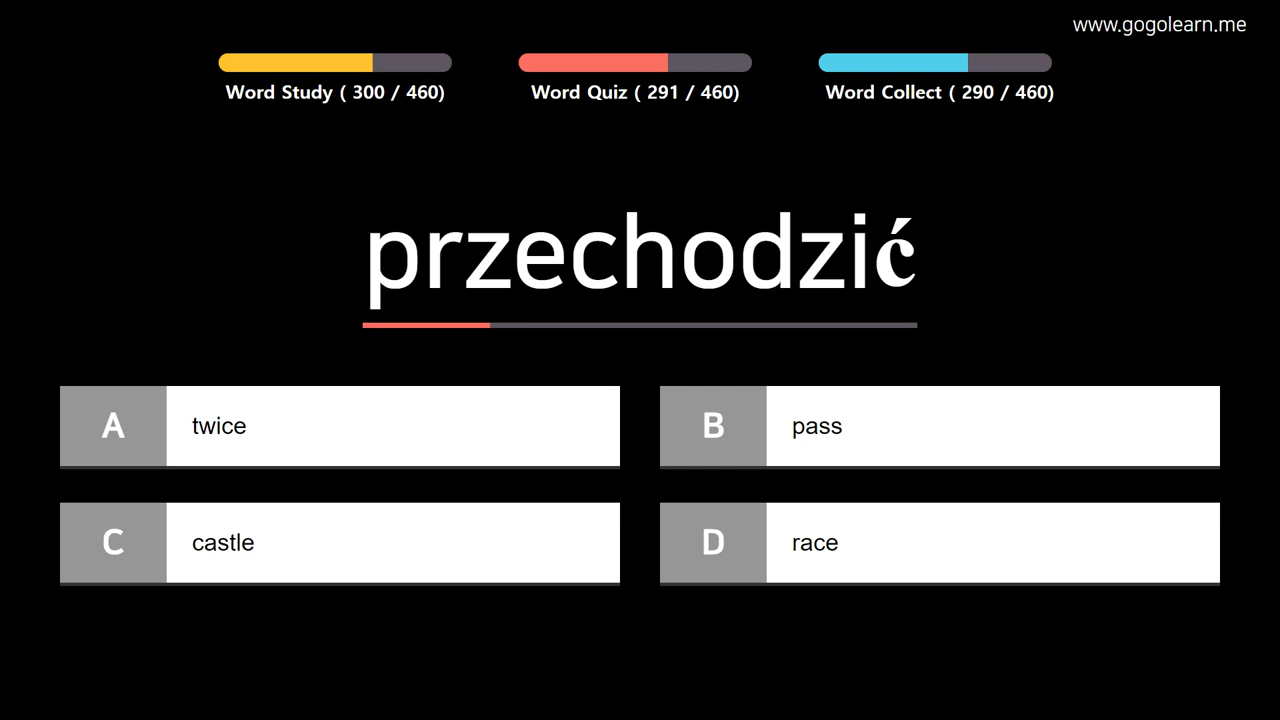 www.gogolearn.me
Word Study ( 300 / 460)
Word Quiz ( 291 / 460)
Word Collect ( 290 / 460)
przechodzić
A twice
B pass
C castle
D race